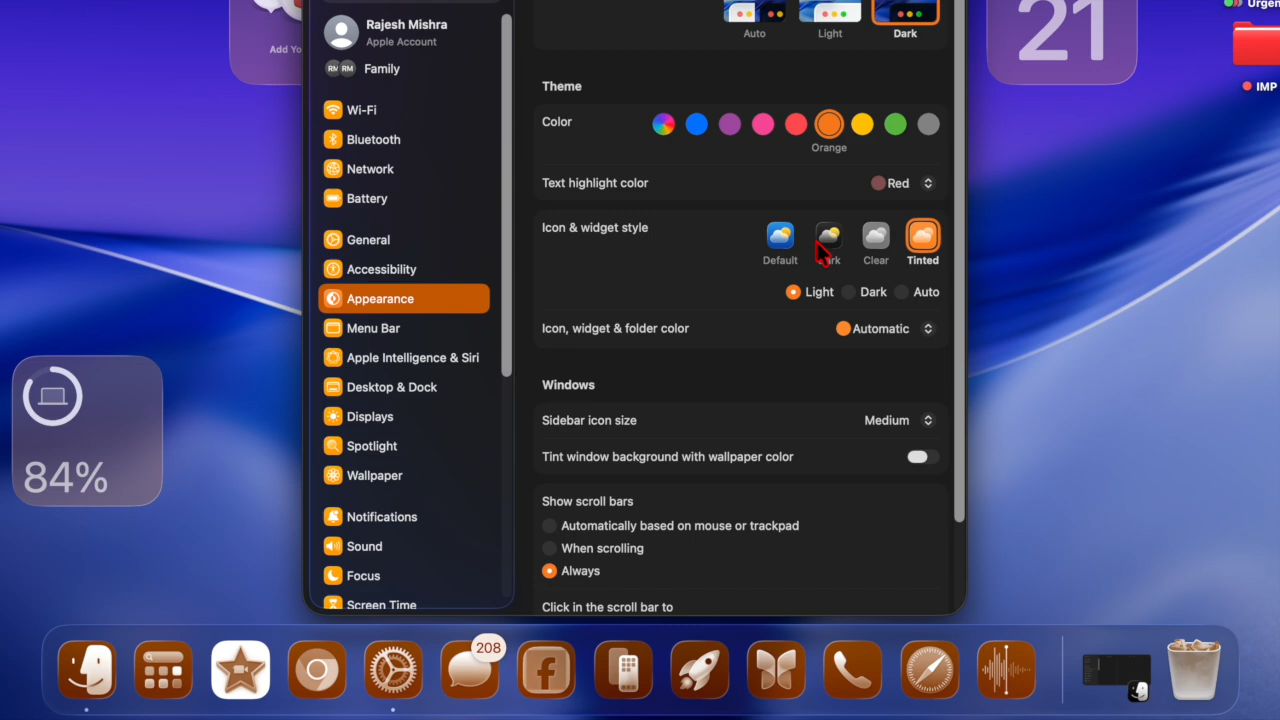 Add Yo
Rajesh Mishra
Apple Account
RM RM Family
Wi-Fi
Bluetooth
Network
Battery
General
Accessibility
Appearance
Menu Bar
Apple Intelligence & Siri
Desktop & Dock
Displays
Spotlight
Wallpaper
Notifications
Sound
Focus
Screen Time
Auto Light Dark
Theme
Color
Orange
Text highlight color Red
Icon & widget style
Default Dark Clear Tinted
Light Dark Auto
Icon, widget & folder color Automatic
Windows
Sidebar icon size Medium
Tint window background with wallpaper color
Show scroll bars
Automatically based on mouse or trackpad
When scrolling
Always
Click in the scroll bar to
21
Urgen
IMP
84%
208